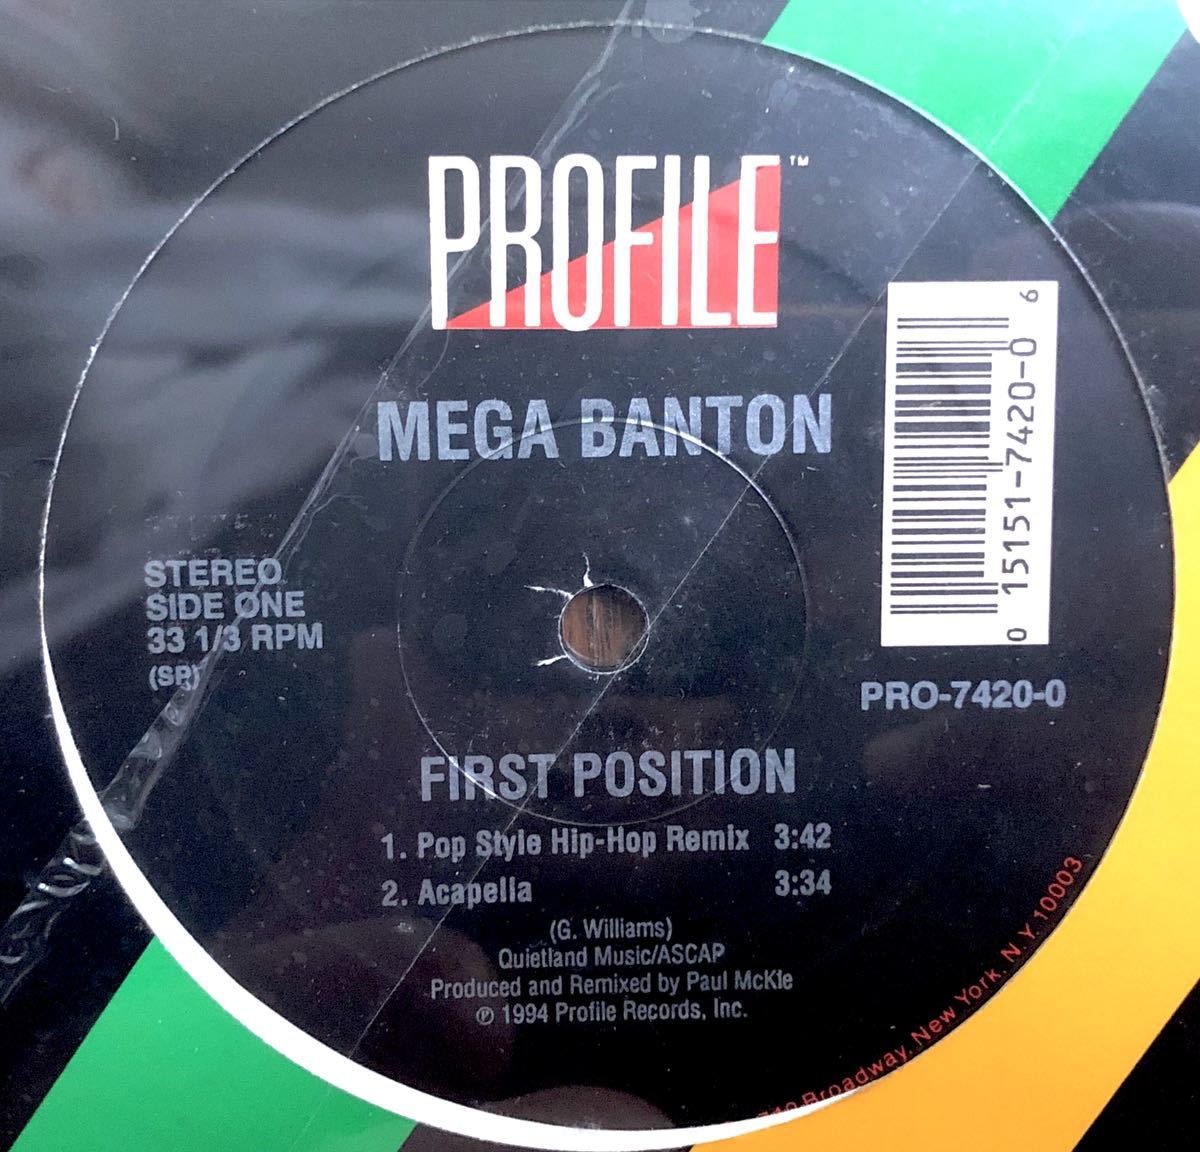 PROFILE™
MEGA BANTON
STEREO
SIDE ONE
33 1/3 RPM
(SR)
0 15151-7420-0 6
PRO-7420-0
FIRST POSITION
1. Pop Style Hip-Hop Remix 3:42
2. Acapella 3:34
(G. Williams)
Quietland Music/ASCAP
Produced and Remixed by Paul McKie
℗ 1994 Profile Records, Inc.
Broadway, New York, N.Y. 10003